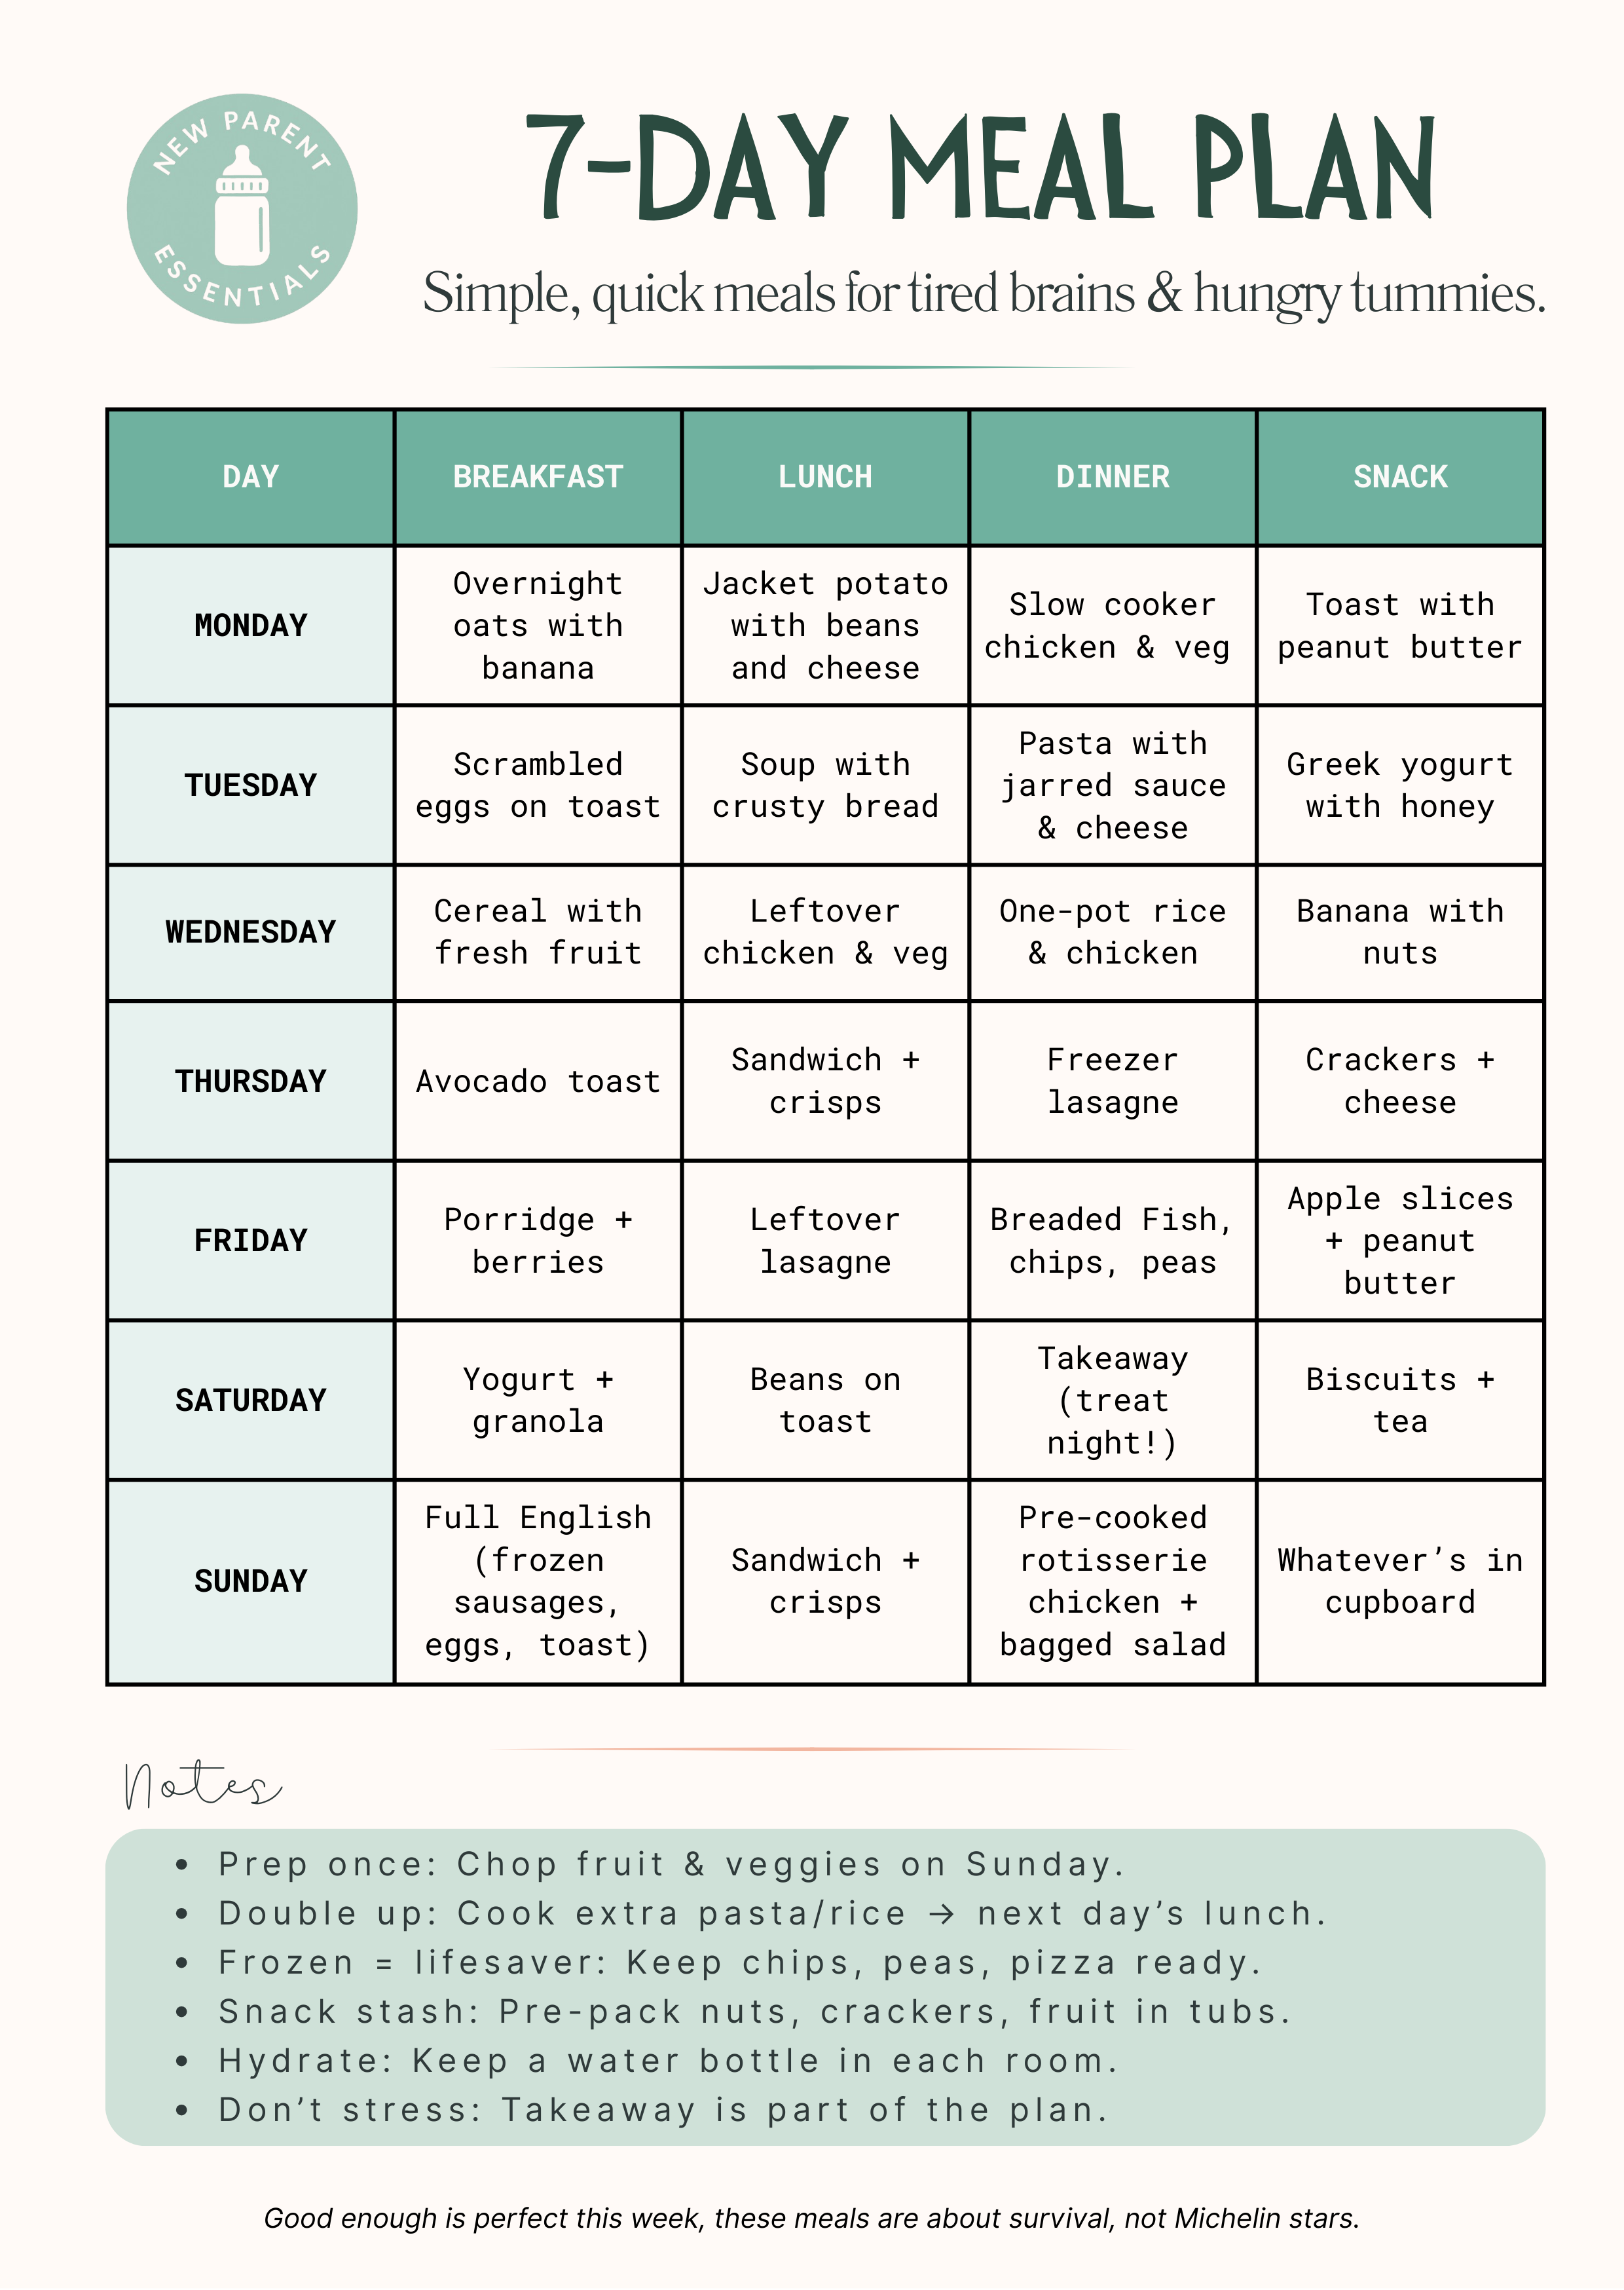 NEW PARENT
ESSENTIALS
7-DAY MEAL PLAN
Simple, quick meals for tired brains & hungry tummies.
DAY
BREAKFAST
LUNCH
DINNER
SNACK
MONDAY
Overnight
oats with
banana
Jacket potato
with beans
and cheese
Slow cooker
chicken & veg
Toast with
peanut butter
TUESDAY
Scrambled
eggs on toast
Soup with
crusty bread
Pasta with
jarred sauce
& cheese
Greek yogurt
with honey
WEDNESDAY
Cereal with
fresh fruit
Leftover
chicken & veg
One-pot rice
& chicken
Banana with
nuts
THURSDAY
Avocado toast
Sandwich +
crisps
Freezer
lasagne
Crackers +
cheese
FRIDAY
Porridge +
berries
Leftover
lasagne
Breaded Fish,
chips, peas
Apple slices
+ peanut
butter
SATURDAY
Yogurt +
granola
Beans on
toast
Takeaway
(treat
night!)
Biscuits +
tea
SUNDAY
Full English
(frozen
sausages,
eggs, toast)
Sandwich +
crisps
Pre-cooked
rotisserie
chicken +
bagged salad
Whatever’s in
cupboard
Notes
• Prep once: Chop fruit & veggies on Sunday.
• Double up: Cook extra pasta/rice → next day’s lunch.
• Frozen = lifesaver: Keep chips, peas, pizza ready.
• Snack stash: Pre-pack nuts, crackers, fruit in tubs.
• Hydrate: Keep a water bottle in each room.
• Don’t stress: Takeaway is part of the plan.
Good enough is perfect this week, these meals are about survival, not Michelin stars.